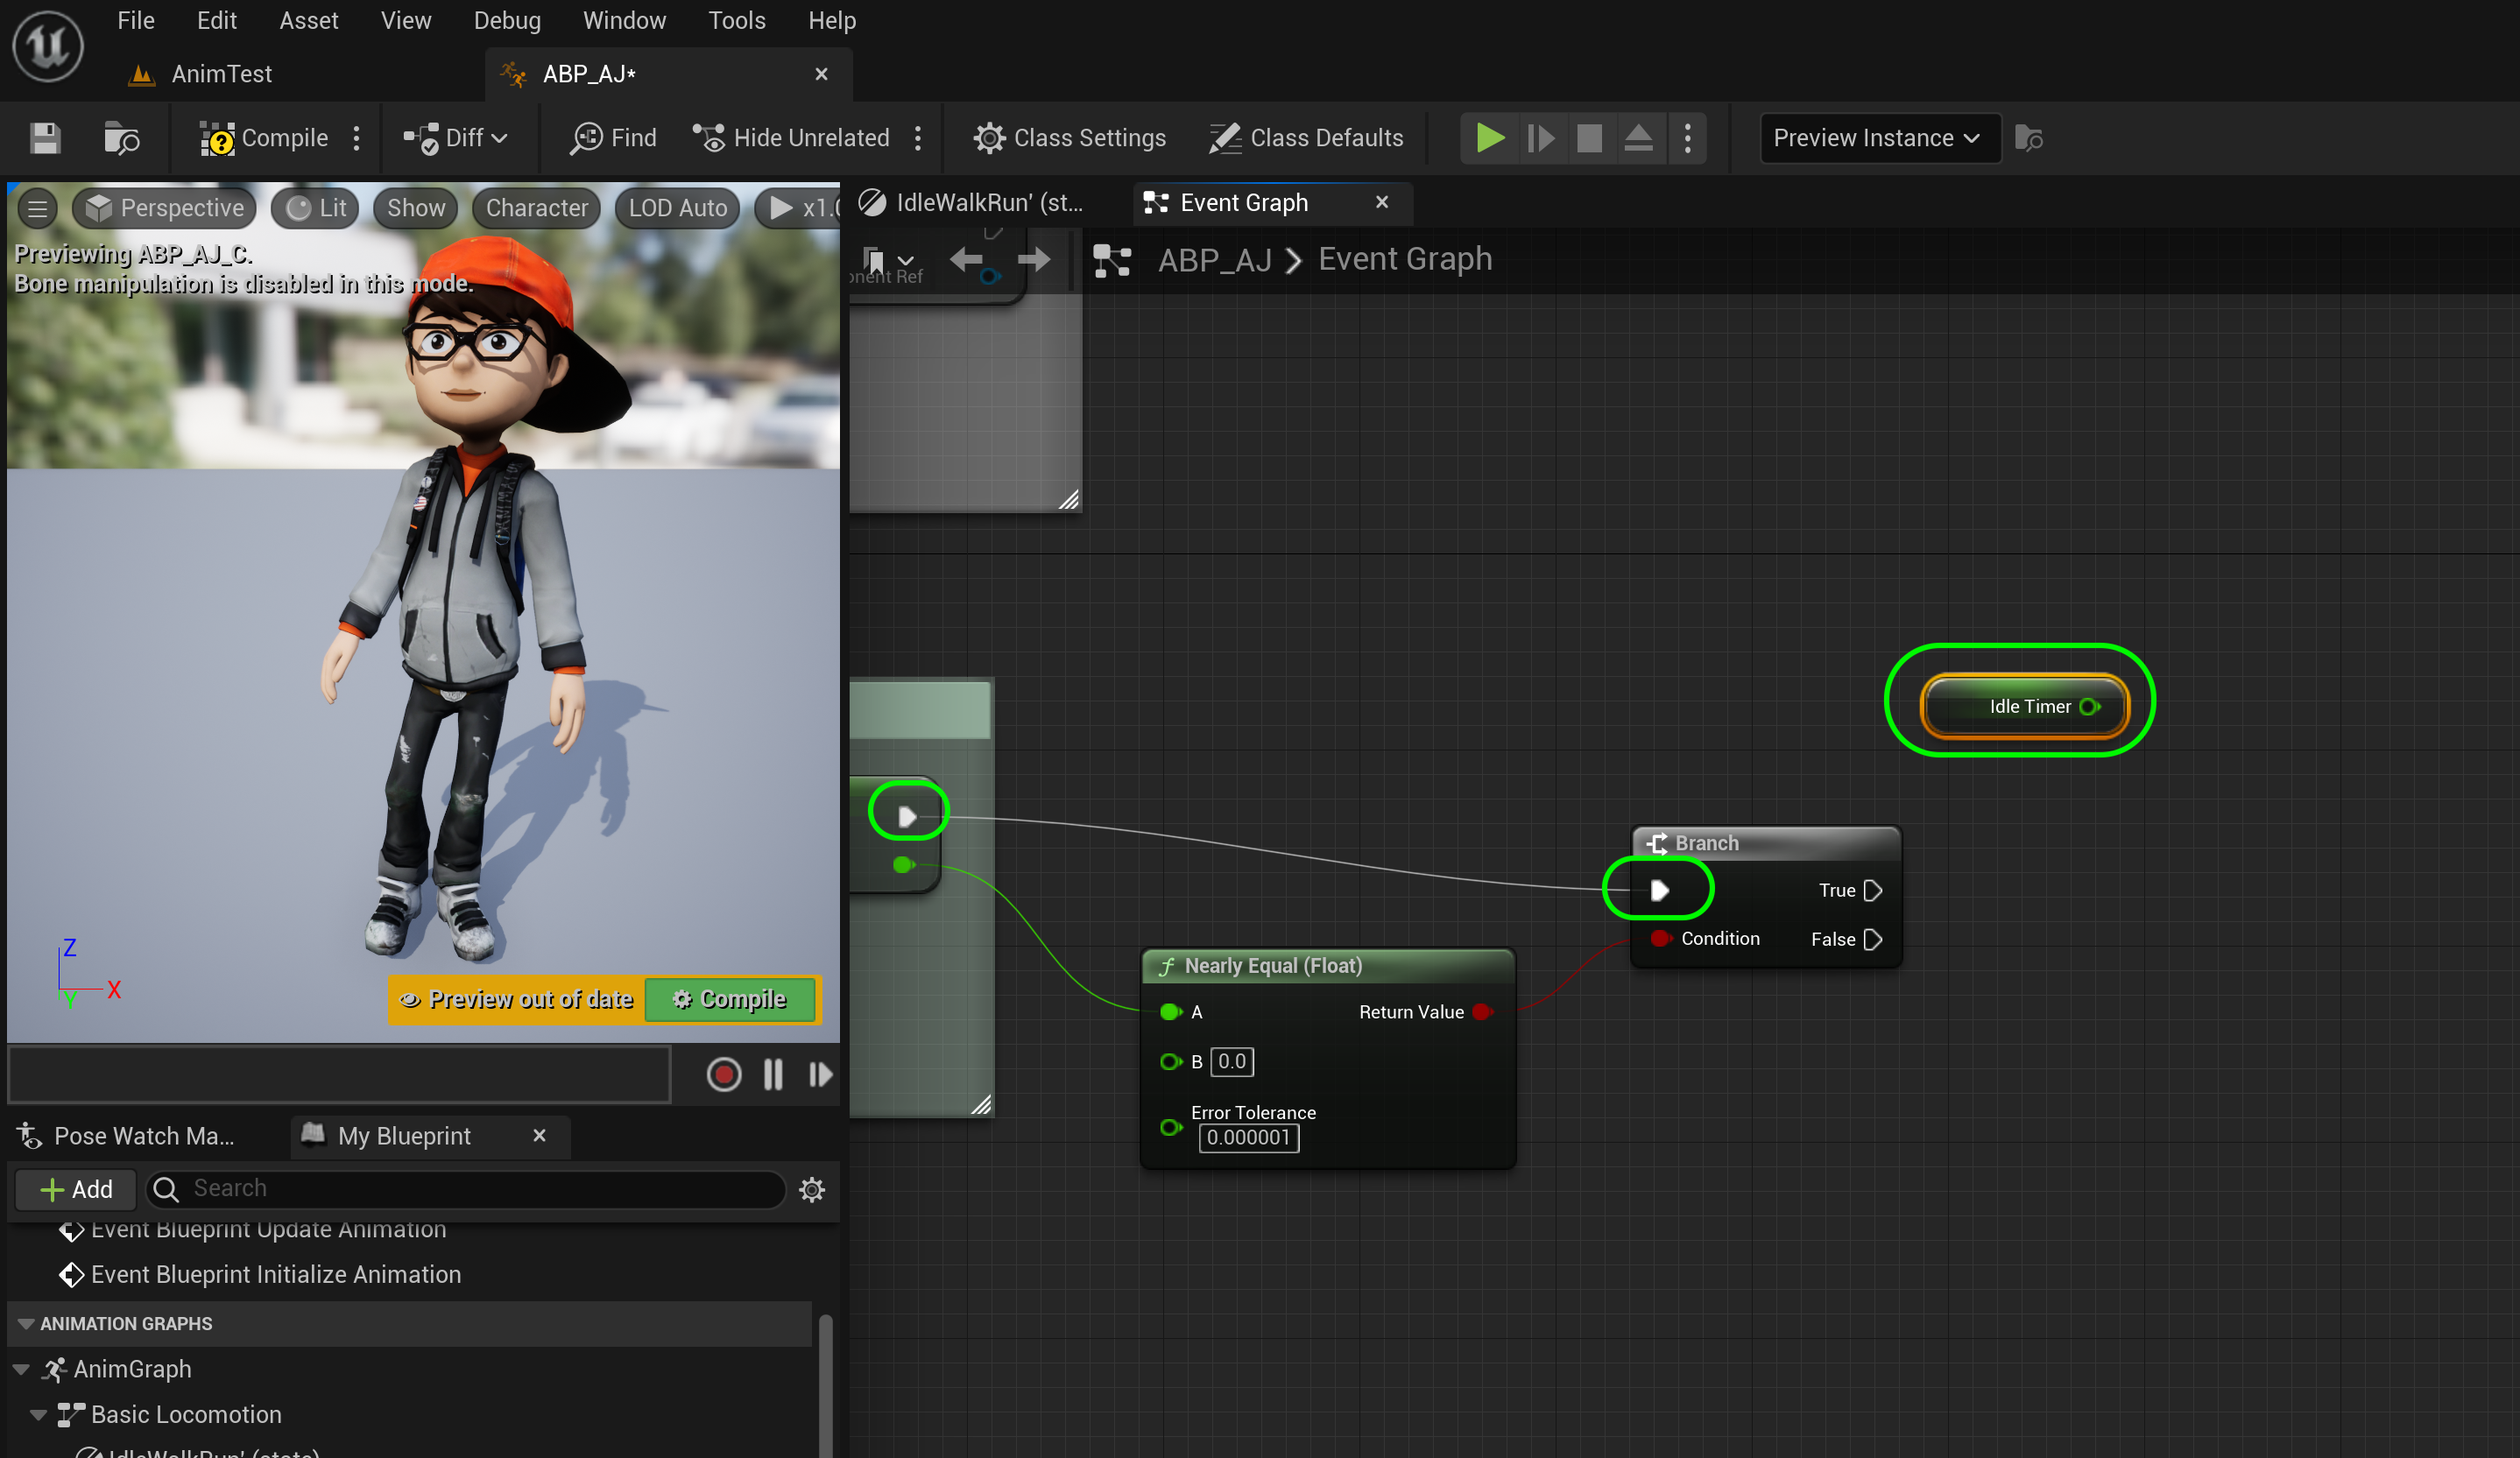 File Edit Asset View Debug Window Tools Help
AnimTest
ABP_AJ*
Compile
Diff
Find
Hide Unrelated
Class Settings
Class Defaults
Preview Instance
Perspective
Lit
Show
Character
LOD Auto
Previewing ABP_AJ_C.
Bone manipulation is disabled in this mode.
Z
X
Y
Preview out of date
Compile
IdleWalkRun' (st...
Event Graph
onent Ref
ABP_AJ > Event Graph
Idle Timer
Branch
True
Condition
False
Nearly Equal (Float)
A
Return Value
B 0.0
Error Tolerance
0.000001
Pose Watch Ma...
My Blueprint
Add
Search
Event Blueprint Update Animation
Event Blueprint Initialize Animation
ANIMATION GRAPHS
AnimGraph
Basic Locomotion
IdleWalkRun' (state)